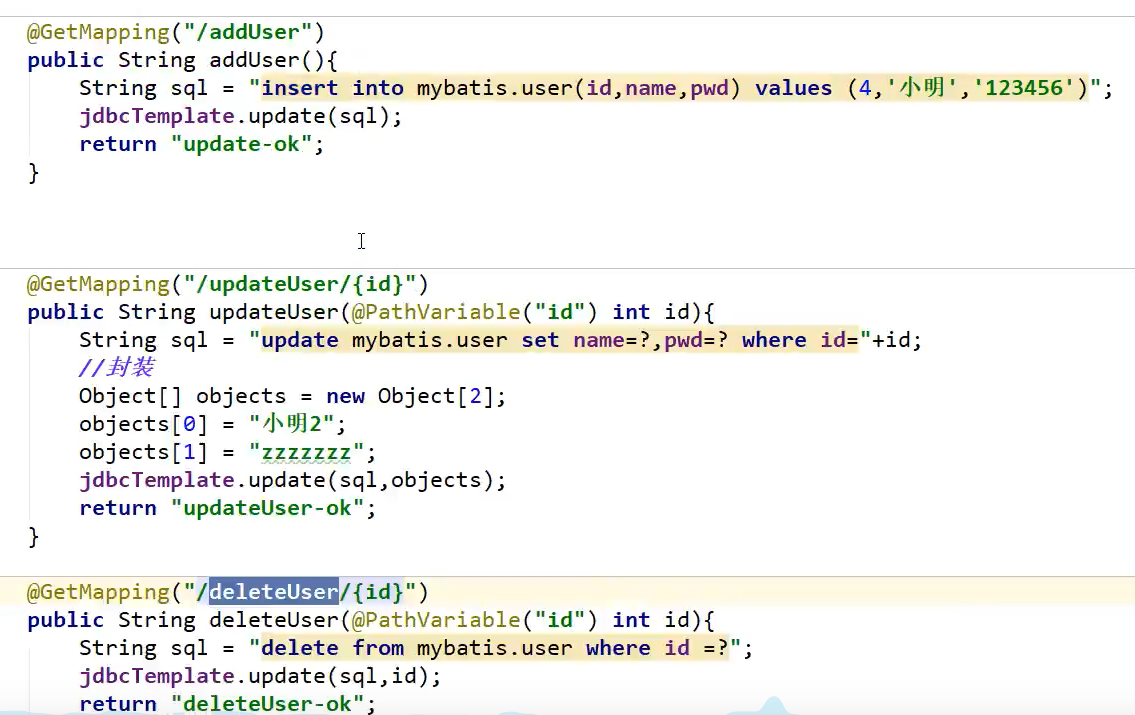 @GetMapping("/addUser")
public String addUser(){
    String sql = "insert into mybatis.user(id,name,pwd) values (4,'小明','123456')";
    jdbcTemplate.update(sql);
    return "update-ok";
}
@GetMapping("/updateUser/{id}")
public String updateUser(@PathVariable("id") int id){
    String sql = "update mybatis.user set name=?,pwd=? where id="+id;
    //封装
    Object[] objects = new Object[2];
    objects[0] = "小明2";
    objects[1] = "zzzzzzz";
    jdbcTemplate.update(sql,objects);
    return "updateUser-ok";
}
@GetMapping("/deleteUser/{id}")
public String deleteUser(@PathVariable("id") int id){
    String sql = "delete from mybatis.user where id =?";
    jdbcTemplate.update(sql,id);
    return "deleteUser-ok";